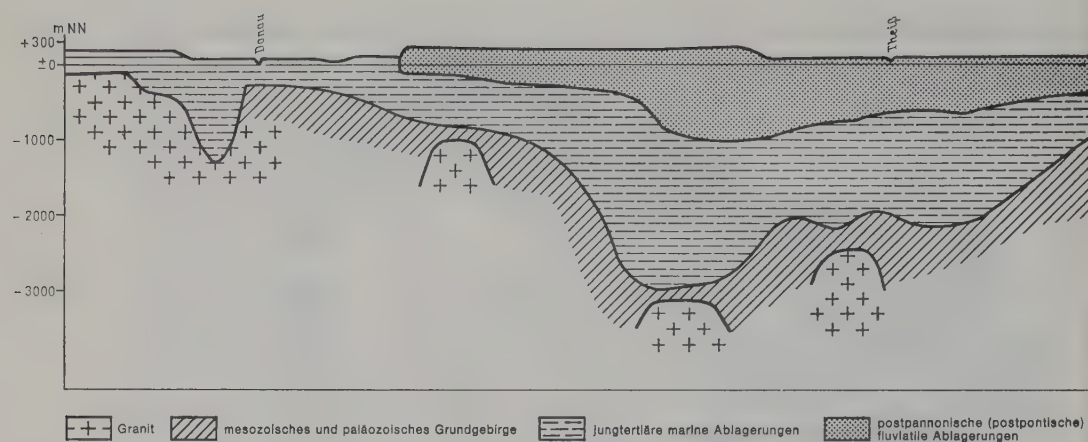 m NN
Donau
Theiß
+300
±0
-1000
-2000
-3000
Granit
mesozoisches und paläozoisches Grundgebirge
jungtertiäre marine Ablagerungen
postpannonische (postpontische)
fluviatile Ablagerungen